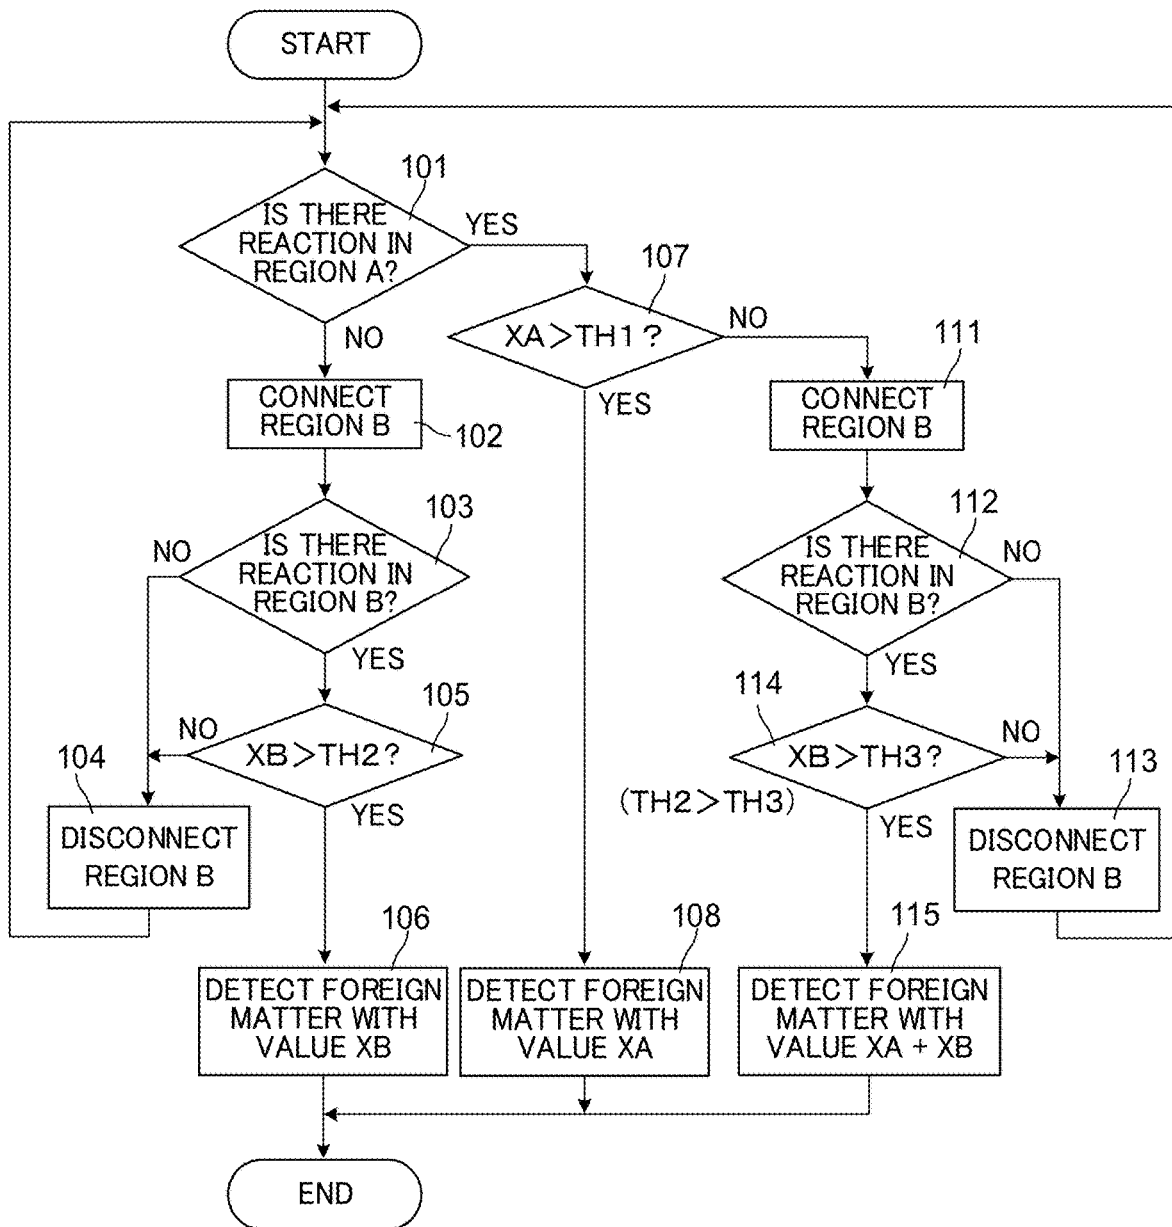 START
101
IS THERE
REACTION IN
REGION A?
YES
NO
107
XA>TH1?
NO
YES
111
CONNECT
REGION B
102
CONNECT
REGION B
103
IS THERE
REACTION IN
REGION B?
NO
YES
112
IS THERE
REACTION IN
REGION B?
NO
YES
105
XB>TH2?
NO
YES
114
XB>TH3?
(TH2>TH3)
NO
YES
104
DISCONNECT
REGION B
113
DISCONNECT
REGION B
106
DETECT FOREIGN
MATTER WITH
VALUE XB
108
DETECT FOREIGN
MATTER WITH
VALUE XA
115
DETECT FOREIGN
MATTER WITH
VALUE XA + XB
END